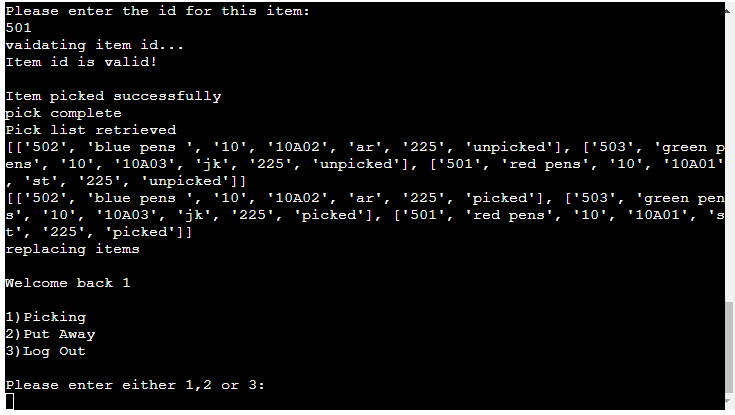 Please enter the id for this item:
501
vaidating item id...
Item id is valid!
Item picked successfully
pick complete
Pick list retrieved
[['502', 'blue pens ', '10', '10A02', 'ar', '225', 'unpicked'], ['503', 'green p
ens', '10', '10A03', 'jk', '225', 'unpicked'], ['501', 'red pens', '10', '10A01'
, 'st', '225', 'unpicked']]
[['502', 'blue pens ', '10', '10A02', 'ar', '225', 'picked'], ['503', 'green pen
s', '10', '10A03', 'jk', '225', 'picked'], ['501', 'red pens', '10', '10A01', 's
t', '225', 'picked']]
replacing items
Welcome back 1
1)Picking
2)Put Away
3)Log Out
Please enter either 1,2 or 3: